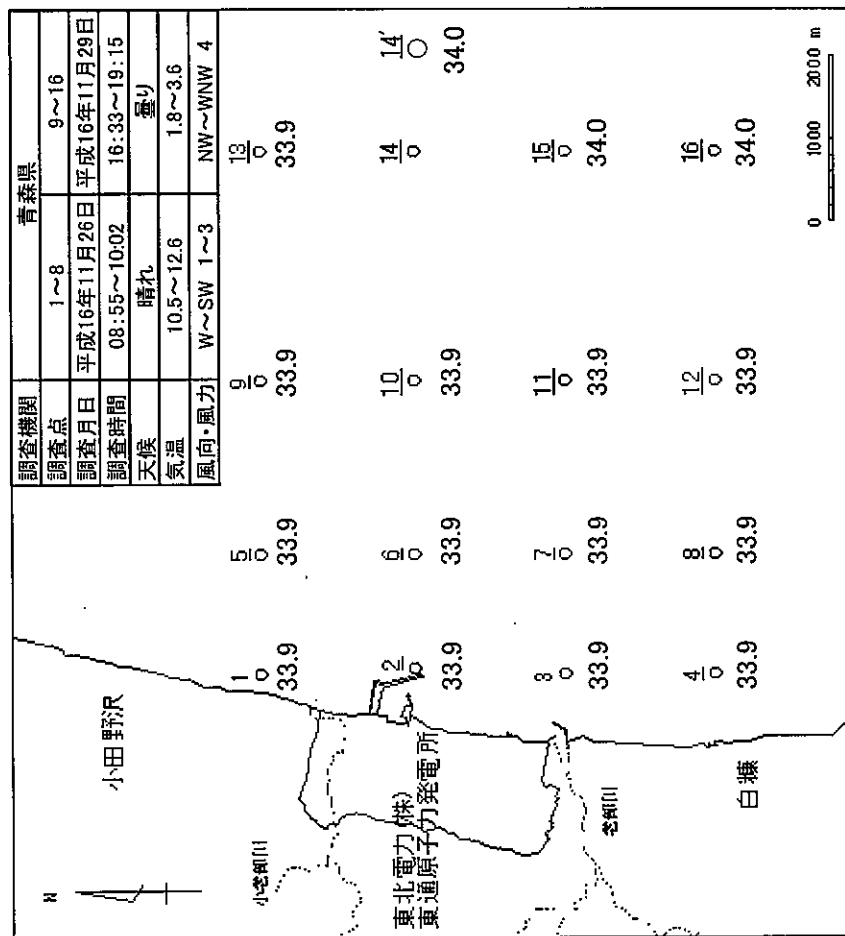 調査機関 青森県
調査点 1～8 9～16
調査月日 平成16年11月26日 平成16年11月29日
調査時間 08:55～10:02 16:33～19:15
天候 晴れ 曇り
気温 10.5～12.6 1.8～3.6
風向・風力 W～SW 1～3 NW～WNW 4
N
小田野沢
小老部川
東北電力(株)
東通原子力発電所
老部川
白糠
1
33.9
5
33.9
9
33.9
13
33.9
2
33.9
6
33.9
10
33.9
14
14'
34.0
3
33.9
7
33.9
11
33.9
15
34.0
4
33.9
8
33.9
12
33.9
16
34.0
0 1000 2000 m